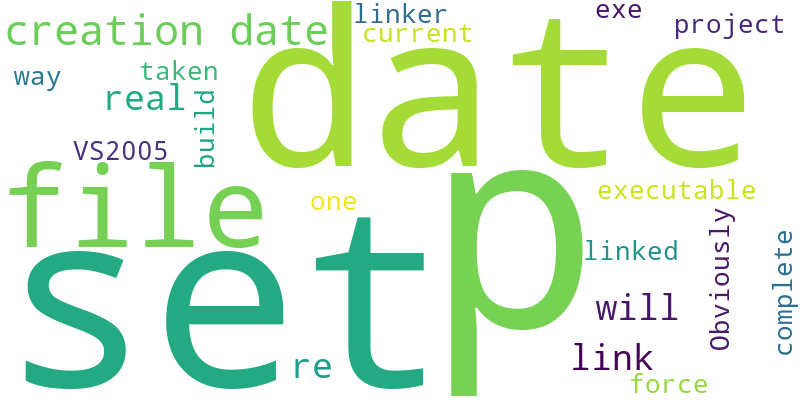 linker
exe
creation date
current
project
date
way
taken
real
build
VS2005
file
one
executable
p
set
linked
Obviously
complete
will
re
link
force